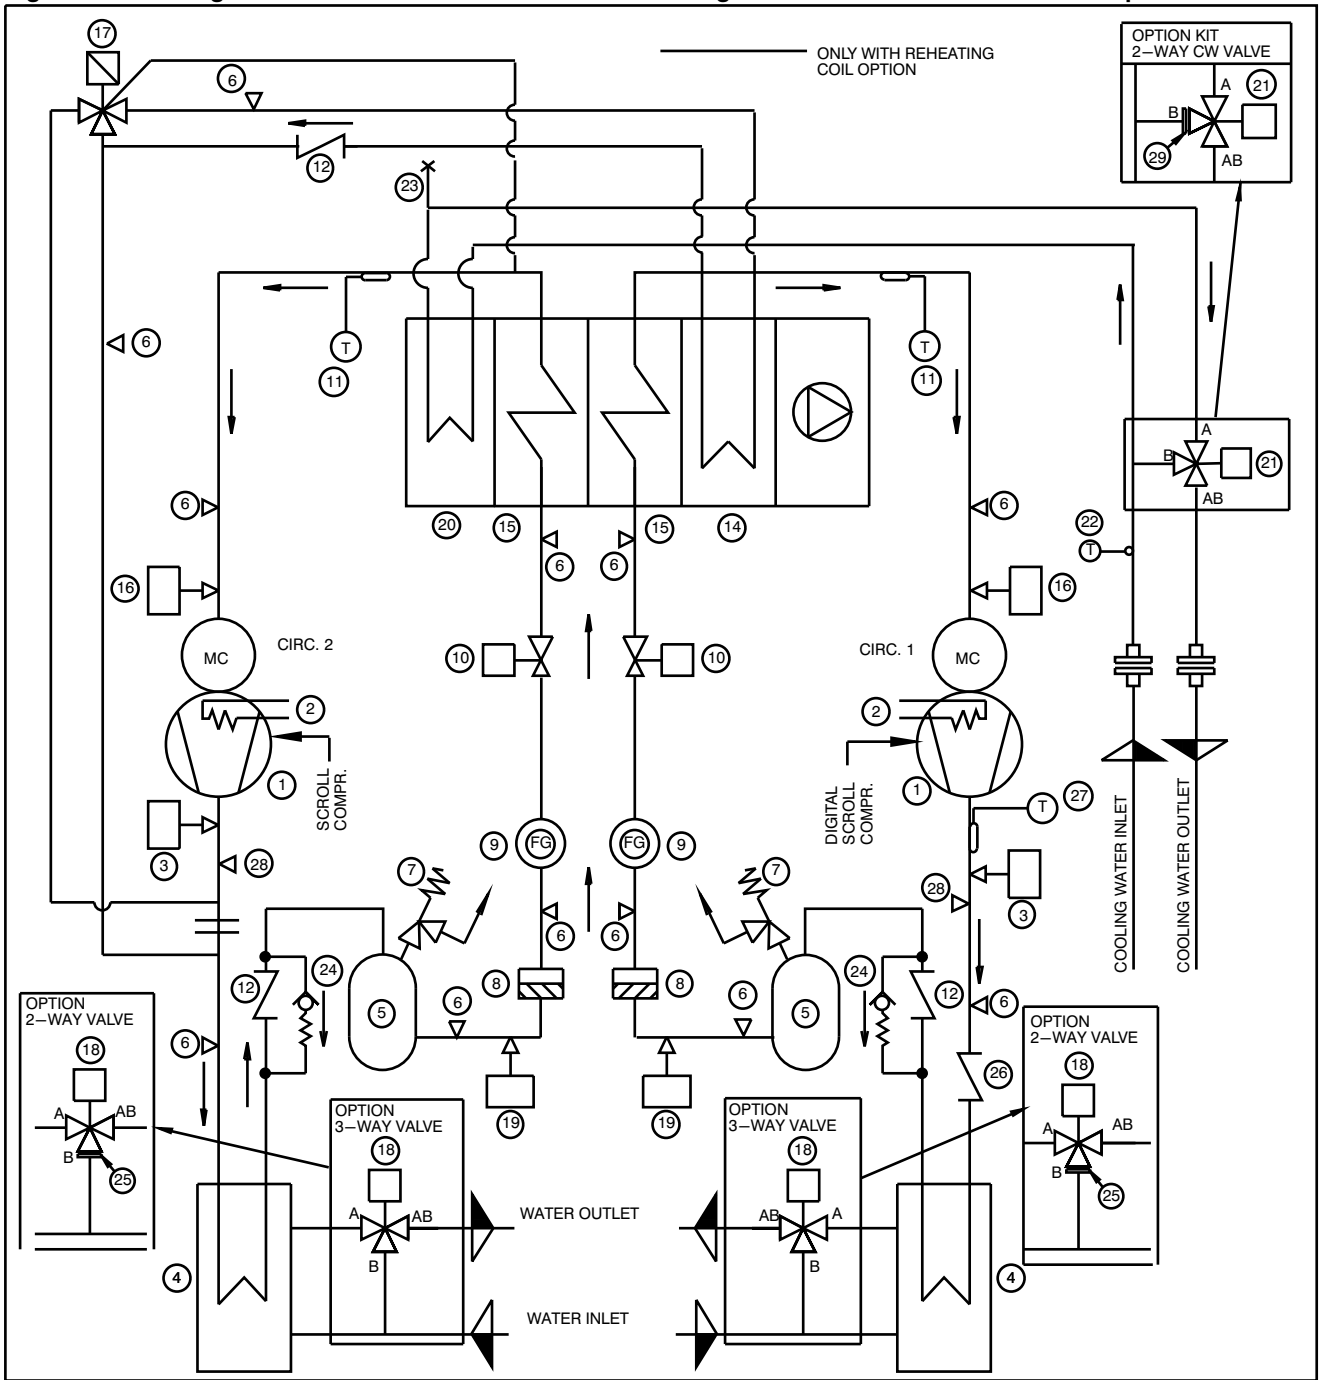 17
6
ONLY WITH REHEATING
COIL OPTION
OPTION KIT
2–WAY CW VALVE
A
21
B
29
AB
12
23
6
T
11
T
11
A
B
21
AB
22
T
20
15
15
14
6
6
6
6
16
16
MC
CIRC. 2
CIRC. 1
MC
10
10
2
2
1
1
SCROLL
COMPR.
DIGITAL
SCROLL
COMPR.
COOLING WATER INLET
COOLING WATER OUTLET
3
28
9
FG
FG
9
T
27
7
7
28
3
6
6
12
24
5
6
8
8
6
5
24
12
6
26
OPTION
2–WAY VALVE
18
A
AB
B
25
6
19
19
OPTION
2–WAY VALVE
18
A
AB
B
25
OPTION
3–WAY VALVE
18
A
AB
B
OPTION
3–WAY VALVE
18
AB
A
B
WATER OUTLET
WATER INLET
4
4